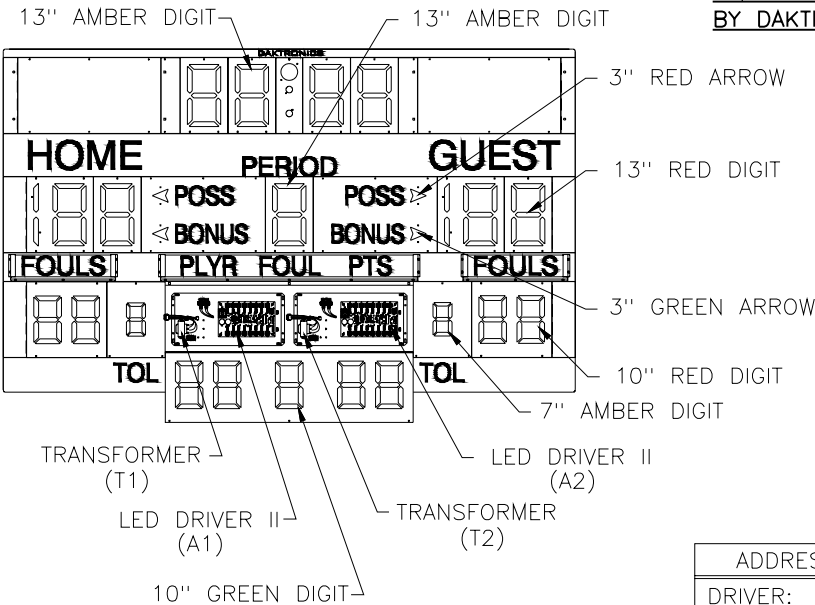 13" AMBER DIGIT
13" AMBER DIGIT
BY DAKT
DAKTRONICS
3" RED ARROW
HOME
PERIOD
GUEST
13" RED DIGIT
POSS
POSS
BONUS
BONUS
FOULS
PLYR FOUL PTS
FOULS
3" GREEN ARROW
TOL
TOL
10" RED DIGIT
7" AMBER DIGIT
TRANSFORMER
(T1)
LED DRIVER II
(A2)
LED DRIVER II
(A1)
TRANSFORMER
(T2)
10" GREEN DIGIT
ADDRES
DRIVER: